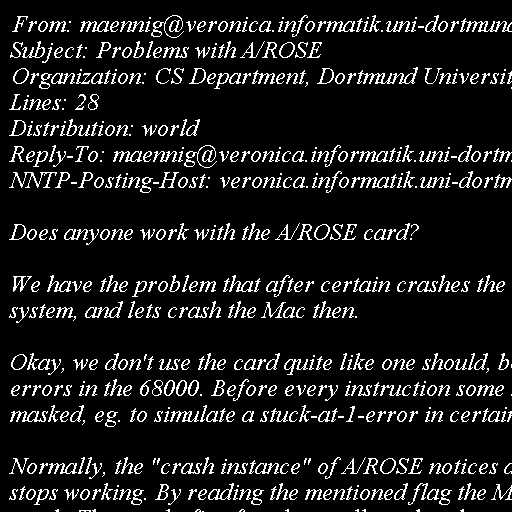 From: maennig@veronica.informatik.uni-dortmund
Subject: Problems with A/ROSE
Organization: CS Department, Dortmund University
Lines: 28
Distribution: world
Reply-To: maennig@veronica.informatik.uni-dortm
NNTP-Posting-Host: veronica.informatik.uni-dortm
Does anyone work with the A/ROSE card?
We have the problem that after certain crashes the
system, and lets crash the Mac then.
Okay, we don't use the card quite like one should,
errors in the 68000. Before every instruction some
masked, eg. to simulate a stuck-at-1-error in certain
Normally, the "crash instance" of A/ROSE notices
stops working. By reading the mentioned flag the